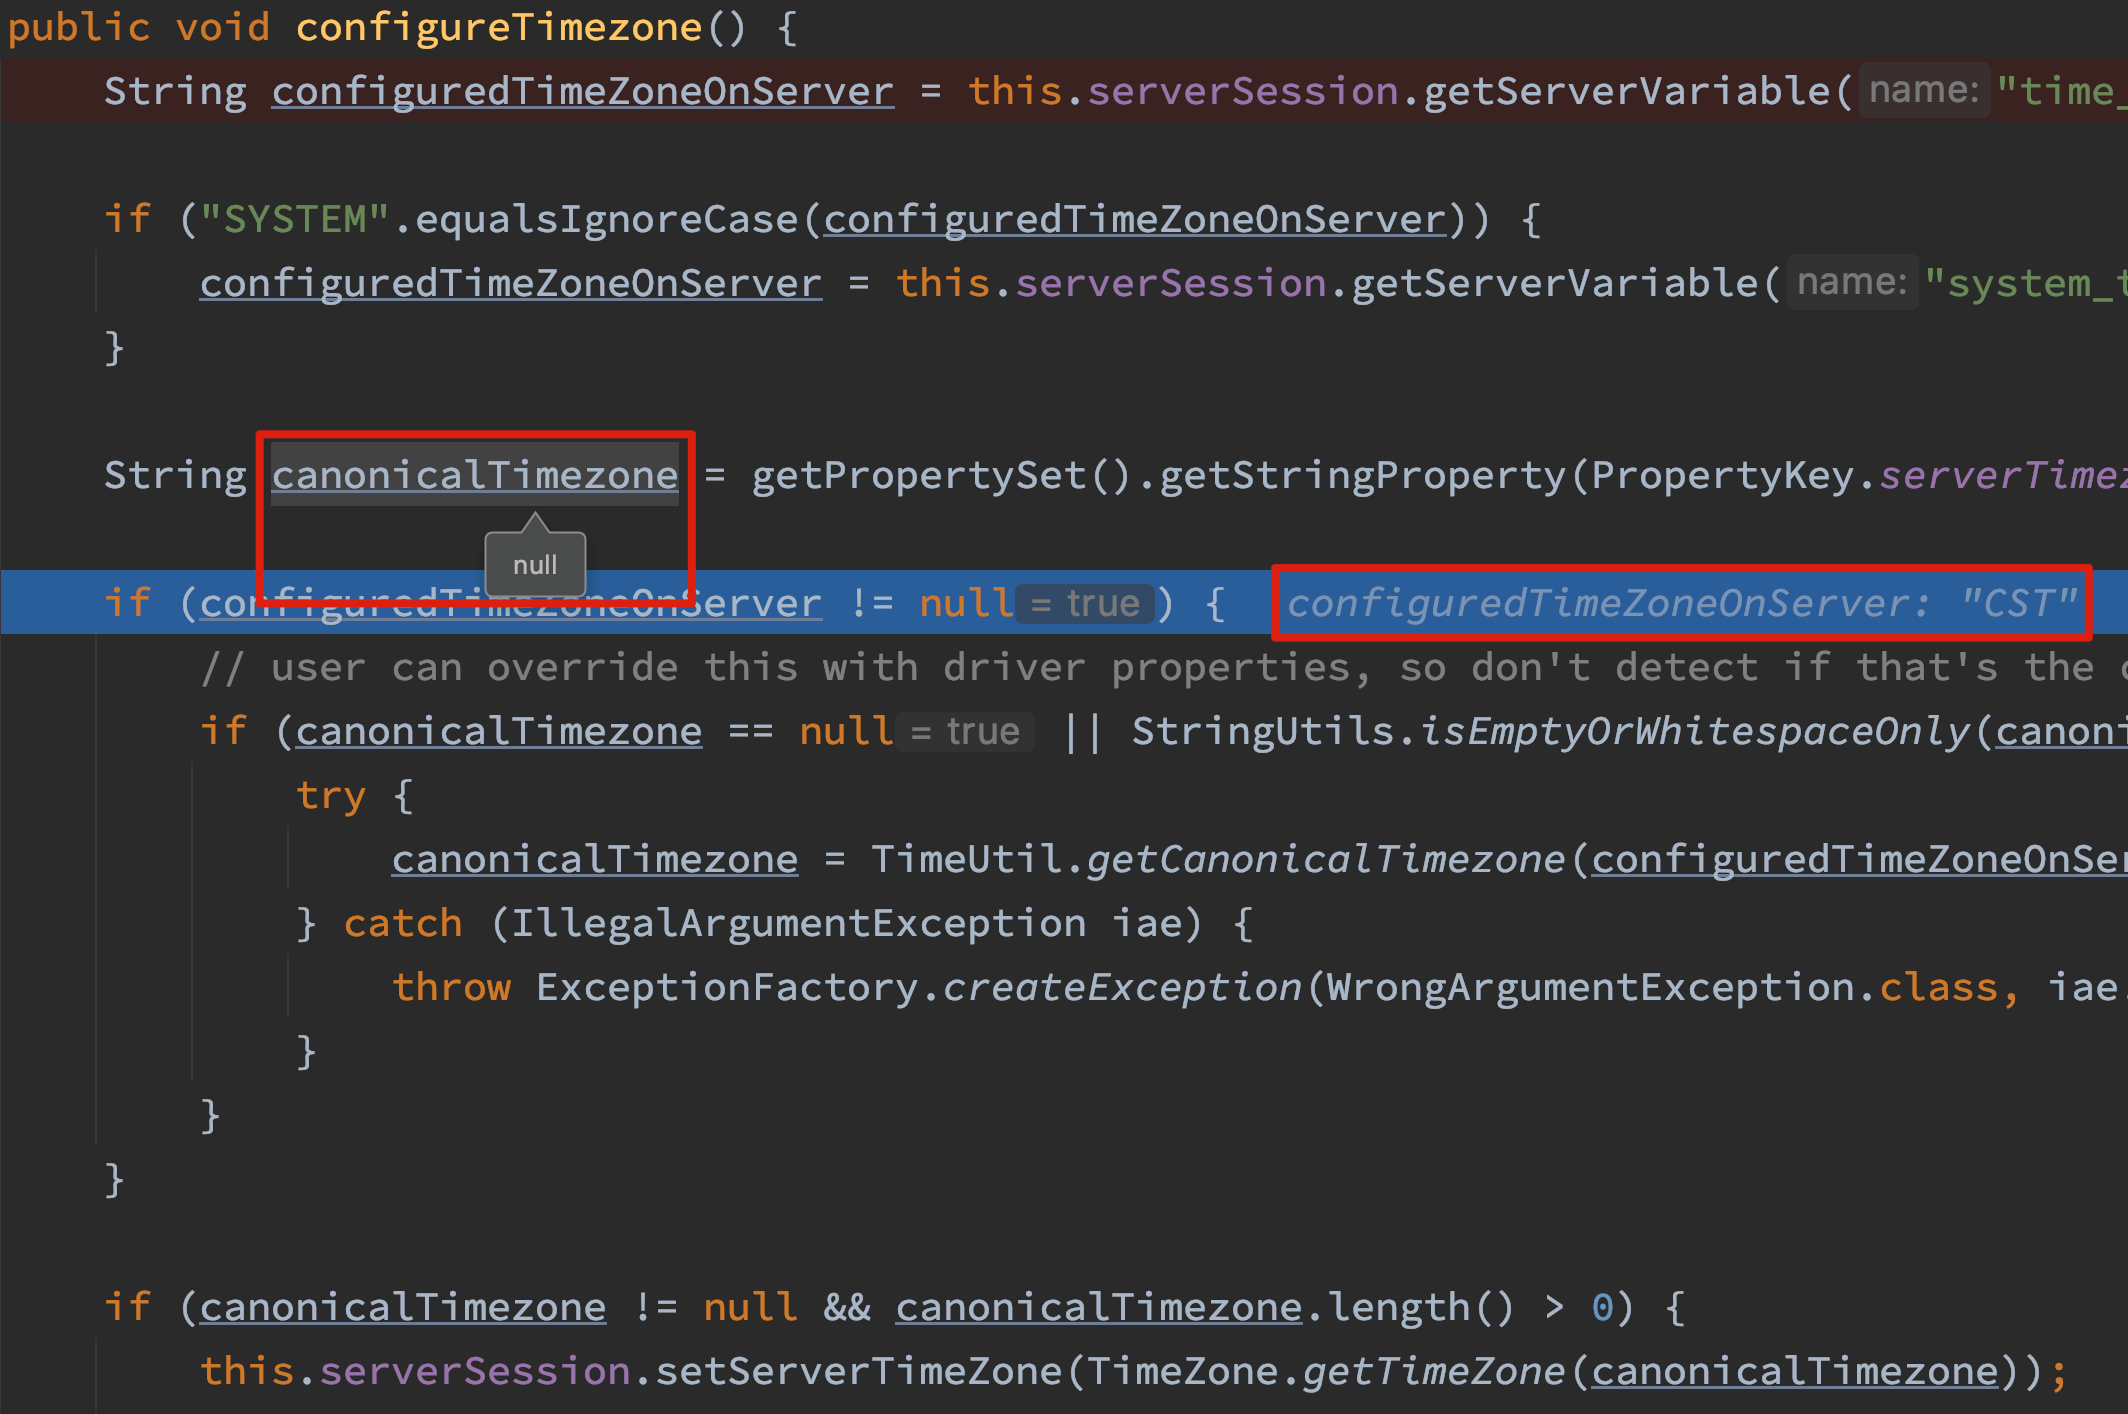 public void configureTimezone() {
String configuredTimeZoneOnServer = this.serverSession.getServerVariable( name: "time_
if ("SYSTEM".equalsIgnoreCase(configuredTimeZoneOnServer)) {
configuredTimeZoneOnServer = this.serverSession.getServerVariable( name: "system_t
}
String canonicalTimezone = getPropertySet().getStringProperty(PropertyKey.serverTimez
null
if (configuredTimezoneOnServer != null = true ) { configuredTimeZoneOnServer: "CST"
// user can override this with driver properties, so don't detect if that's the c
if (canonicalTimezone == null = true || StringUtils.isEmptyOrWhitespaceOnly(canoni
try {
canonicalTimezone = TimeUtil.getCanonicalTimezone(configuredTimeZoneOnSer
} catch (IllegalArgumentException iae) {
throw ExceptionFactory.createException(WrongArgumentException.class, iae.
}
}
}
if (canonicalTimezone != null && canonicalTimezone.length() > 0) {
this.serverSession.setServerTimeZone(TimeZone.getTimeZone(canonicalTimezone));